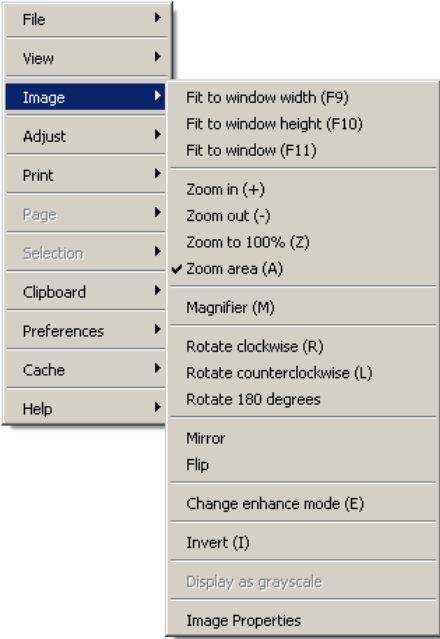 File
View
Image
Adjust
Print
Page
Selection
Clipboard
Preferences
Cache
Help
Fit to window width (F9)
Fit to window height (F10)
Fit to window (F11)
Zoom in (+)
Zoom out (-)
Zoom to 100% (Z)
Zoom area (A)
Magnifier (M)
Rotate clockwise (R)
Rotate counterclockwise (L)
Rotate 180 degrees
Mirror
Flip
Change enhance mode (E)
Invert (I)
Display as grayscale
Image Properties